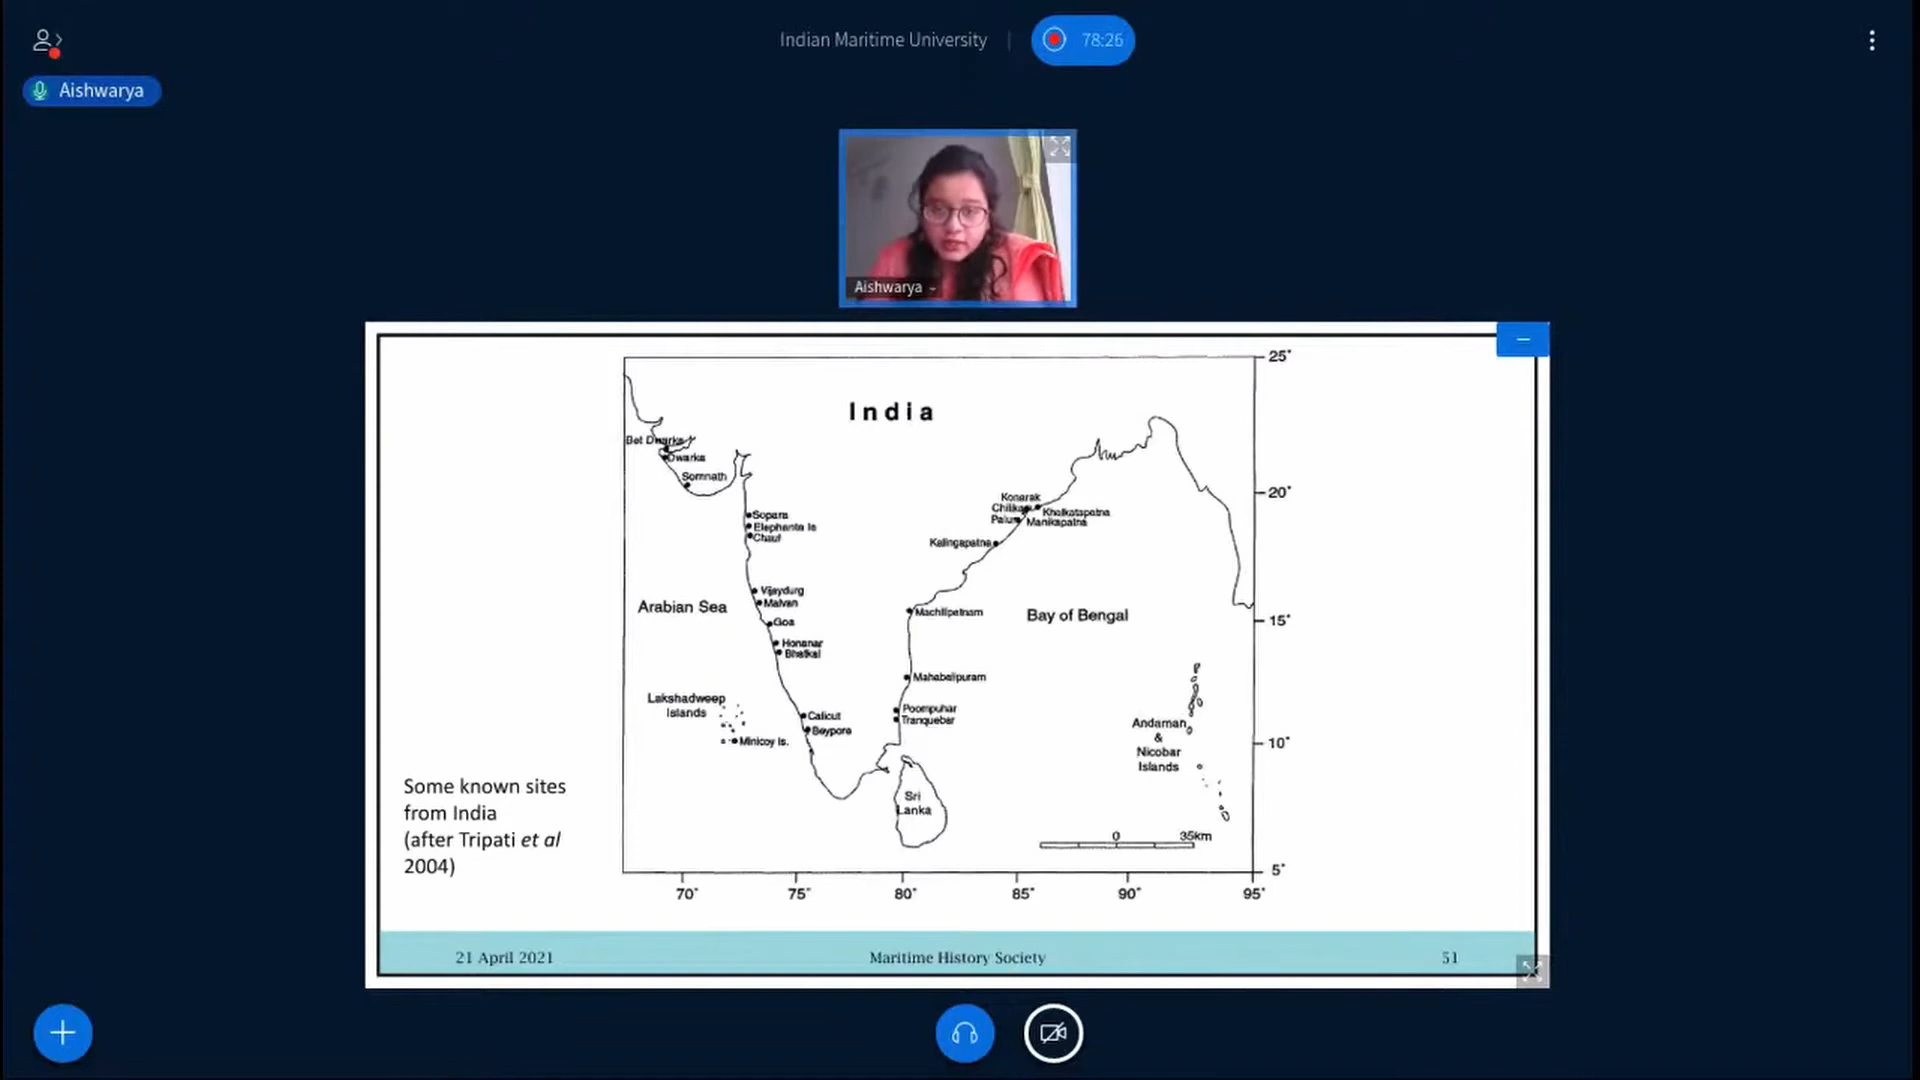 Indian Maritime University
78:26
Aishwarya
Aishwarya
India
25°
Bet Dwarka
Dwarka
Somnath
20°
Konarak
Chilika
Khalkatapatna
Palur
Manikapatna
Sopara
Elephanta Is
Chaul
Kalingapatna
Vijaydurg
Malvan
Arabian Sea
Machilipatnam
Bay of Bengal
15°
Goa
Honavar
Bhatkal
Mahabalipuram
Lakshadweep
Islands
Calicut
Beypore
Minicoy Is.
Poompuhar
Tranquebar
Andaman
&
Nicobar
Islands
10°
Sri
Lanka
0 35km
5°
70° 75° 80° 85° 90° 95°
Some known sites
from India
(after Tripati et al
2004)
21 April 2021
Maritime History Society
51